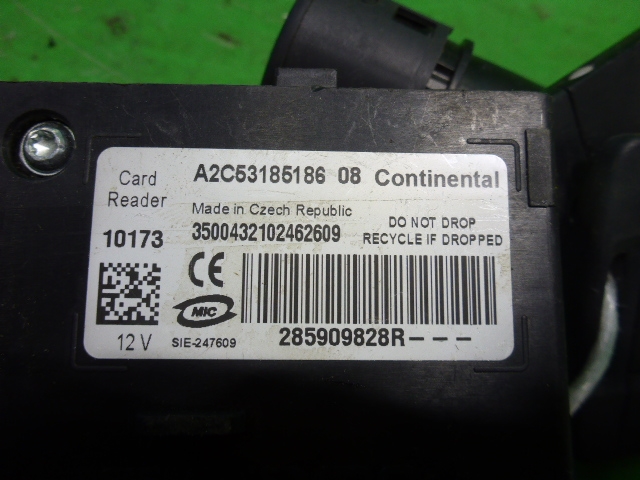 Card Reader
A2C53185186 08 Continental
Made in Czech Republic
10173
3500432102462609
DO NOT DROP
RECYCLE IF DROPPED
CE
MIC
12 V
SIE-247609
285909828R---